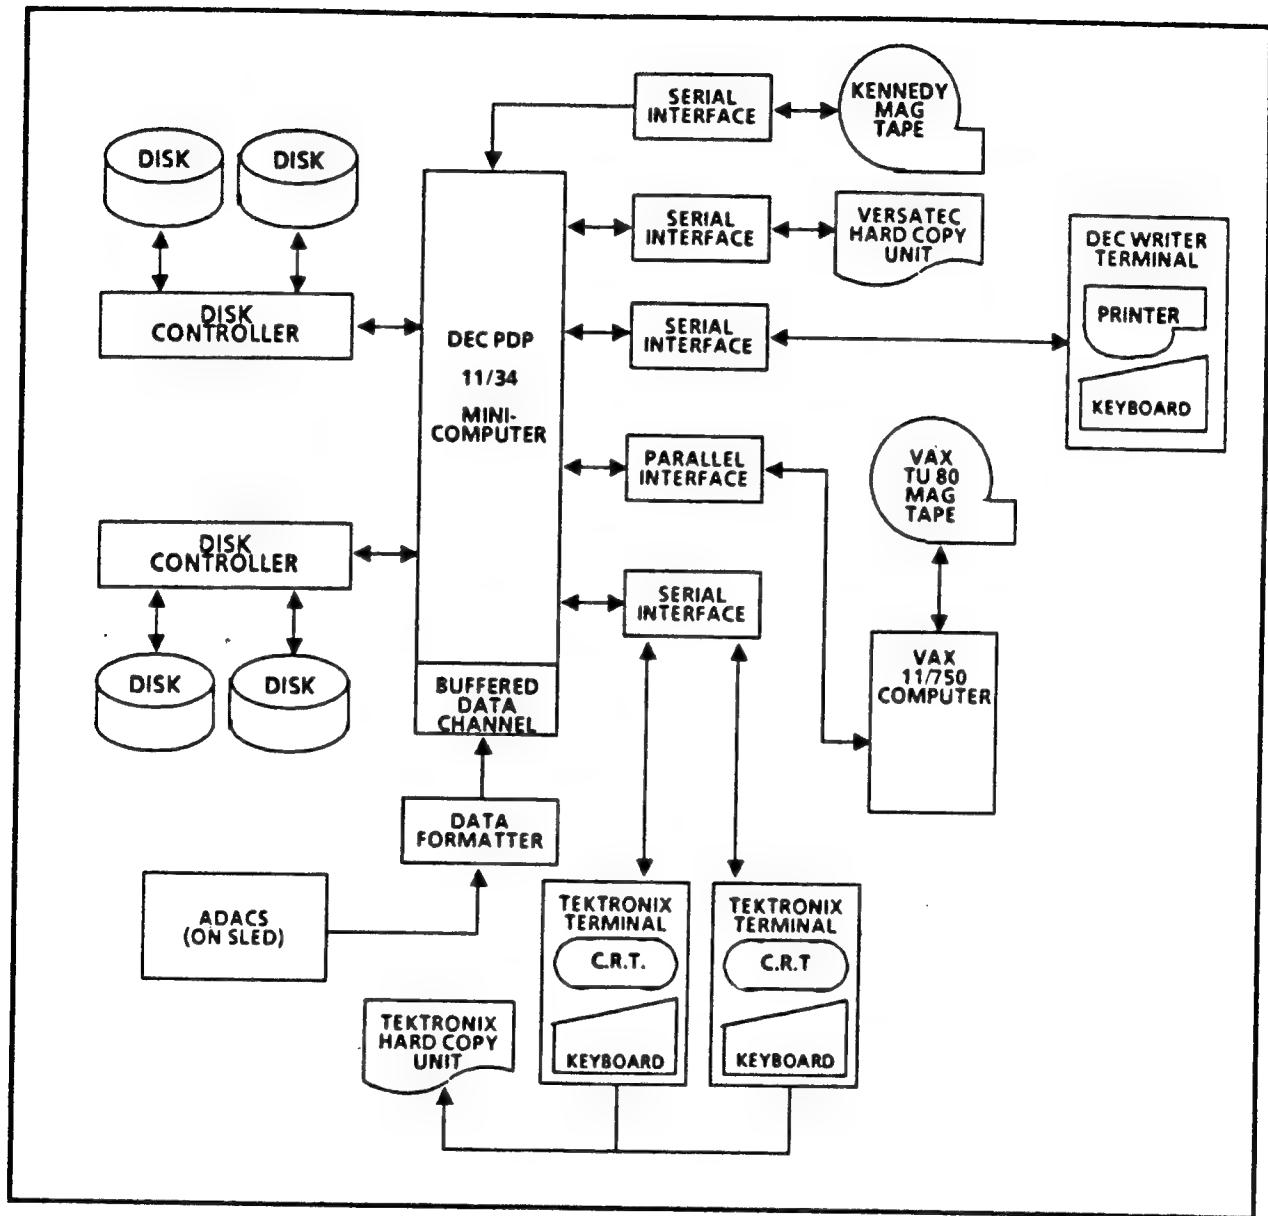 SERIAL
INTERFACE
KENNEDY
MAG
TAPE
DISK
DISK
SERIAL
INTERFACE
VERSATEC
HARD COPY
UNIT
DEC WRITER
TERMINAL
PRINTER
KEYBOARD
DISK
CONTROLLER
DEC PDP
11/34
MINI-
COMPUTER
SERIAL
INTERFACE
PARALLEL
INTERFACE
VAX
TU 80
MAG
TAPE
DISK
CONTROLLER
SERIAL
INTERFACE
DISK
DISK
BUFFERED
DATA
CHANNEL
VAX
11/750
COMPUTER
DATA
FORMATTER
ADACS
(ON SLED)
TEKTRONIX
TERMINAL
C.R.T.
KEYBOARD
TEKTRONIX
TERMINAL
C.R.T
KEYBOARD
TEKTRONIX
HARD COPY
UNIT